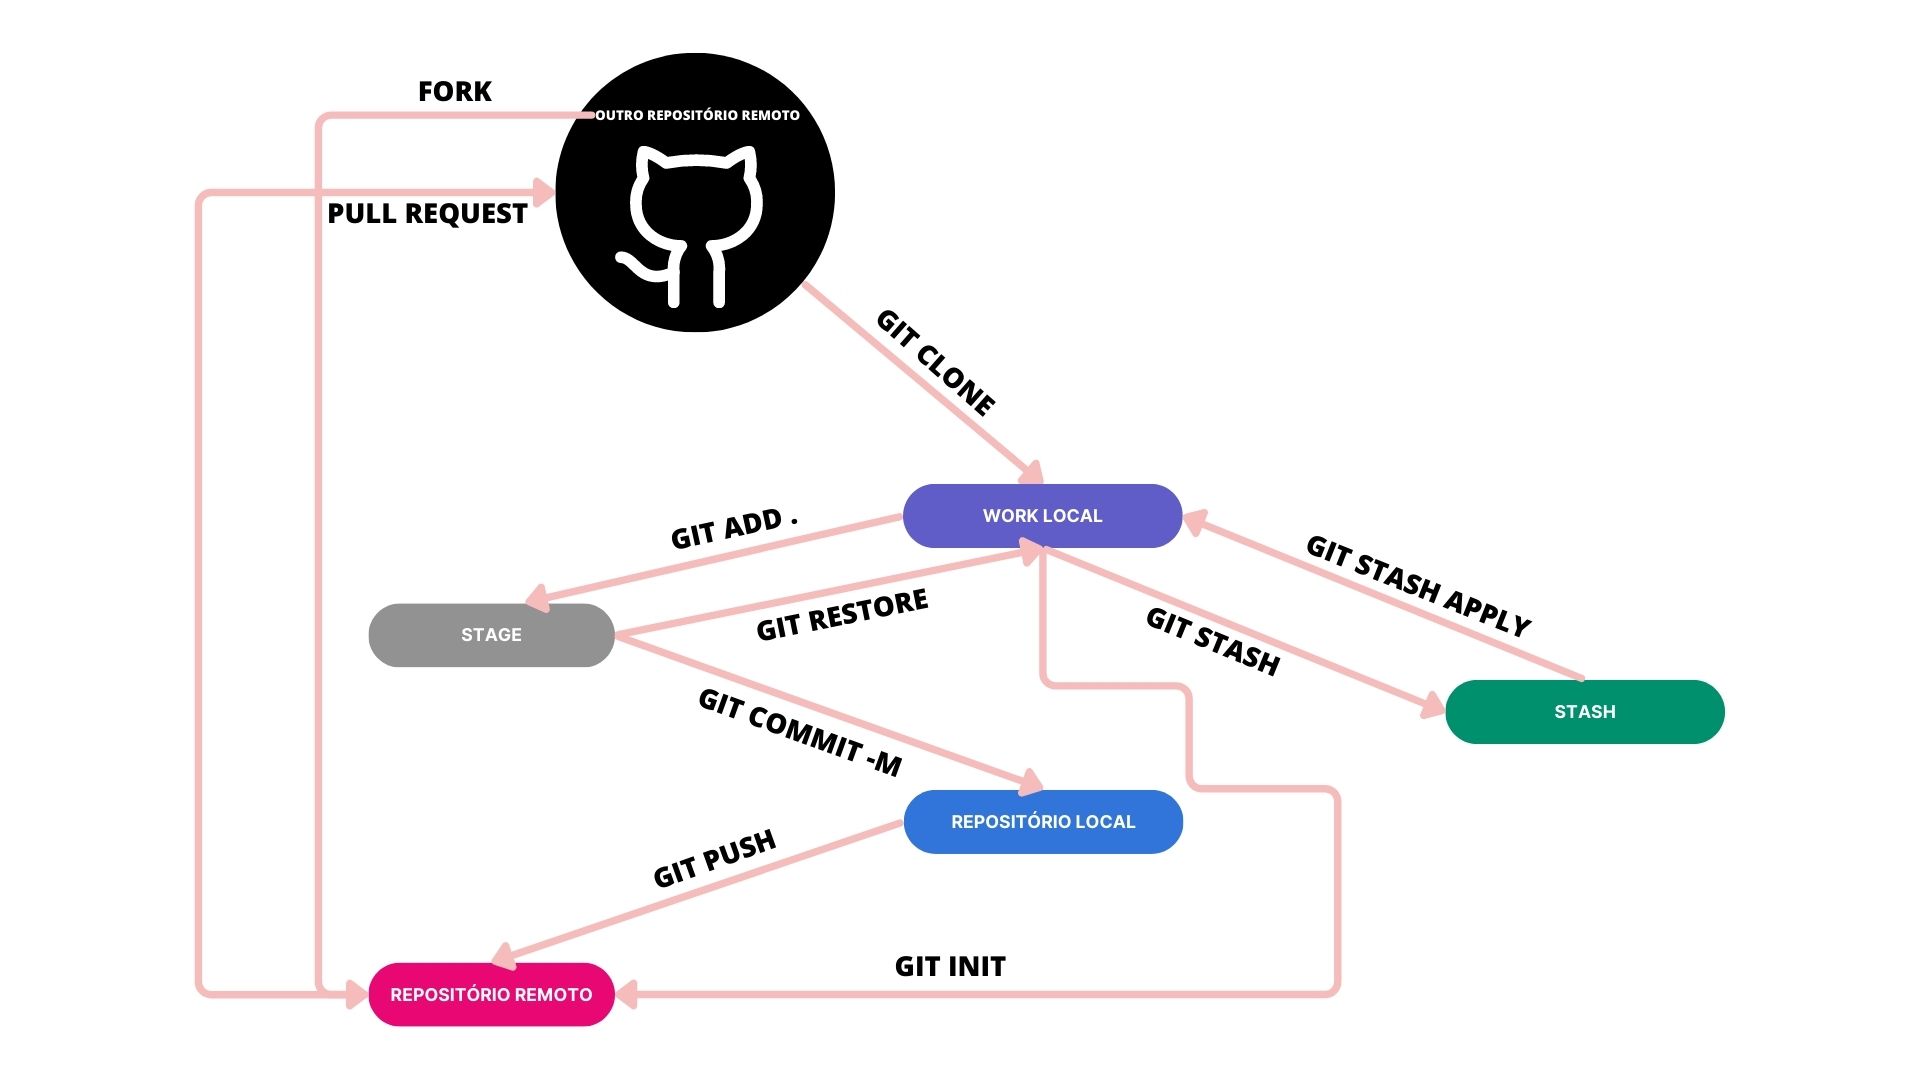 FORK
OUTRO REPOSITÓRIO REMOTO
PULL REQUEST
GIT CLONE
GIT ADD .
WORK LOCAL
GIT STASH APPLY
GIT RESTORE
STAGE
GIT STASH
GIT COMMIT -M
STASH
REPOSITÓRIO LOCAL
GIT PUSH
GIT INIT
REPOSITÓRIO REMOTO